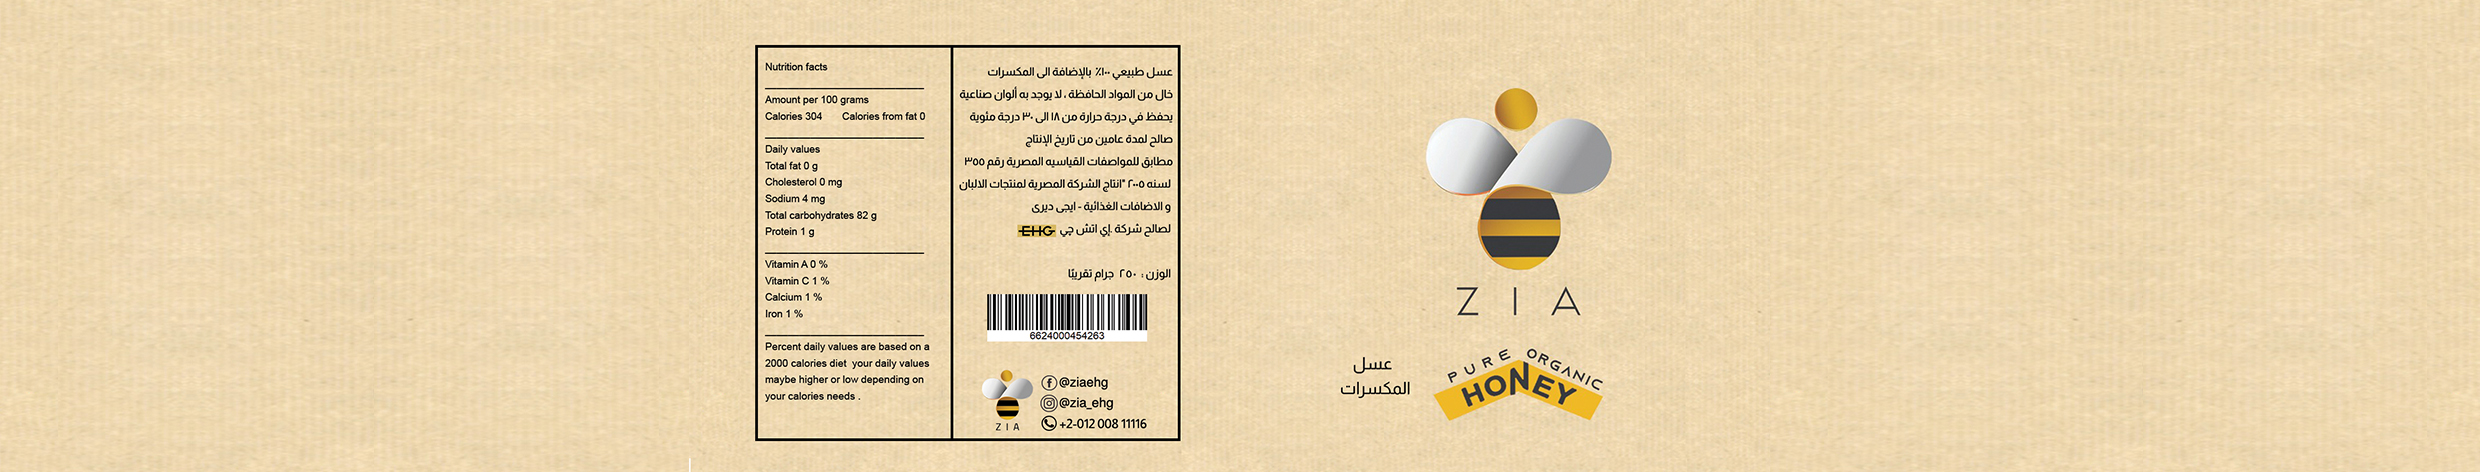 Nutrition facts
Amount per 100 grams
Calories 304 Calories from fat 0
Daily values
Total fat 0 g
Cholesterol 0 mg
Sodium 4 mg
Total carbohydrates 82 g
Protein 1 g
Vitamin A 0 %
Vitamin C 1 %
Calcium 1 %
Iron 1 %
Percent daily values are based on a
2000 calories diet your daily values
maybe higher or low depending on
your calories needs .
عسل طبيعي ١٠٠٪ بالإضافة الى المكسرات
خال من المواد الحافظة ، لا يوجد به ألوان صناعية
يحفظ في درجة حرارة من ١٨ الى ٣٠ درجة مئوية
صالح لمدة عامين من تاريخ الإنتاج
مطابق للمواصفات القياسيه المصرية رقم ٣٥٥
لسنه ٢٠٠٥ "انتاج الشركة المصرية لمنتجات الالبان
و الاضافات الغذائية - ايجى ديرى
لصالح شركة .إي اتش چي EHG
الوزن : ٢٥٠ جرام تقريبًا
6624000454263
@ziaehg
@zia_ehg
+2-012 008 11116
ZIA
ZIA
عسل
المكسرات
PURE ORGANIC
HONEY